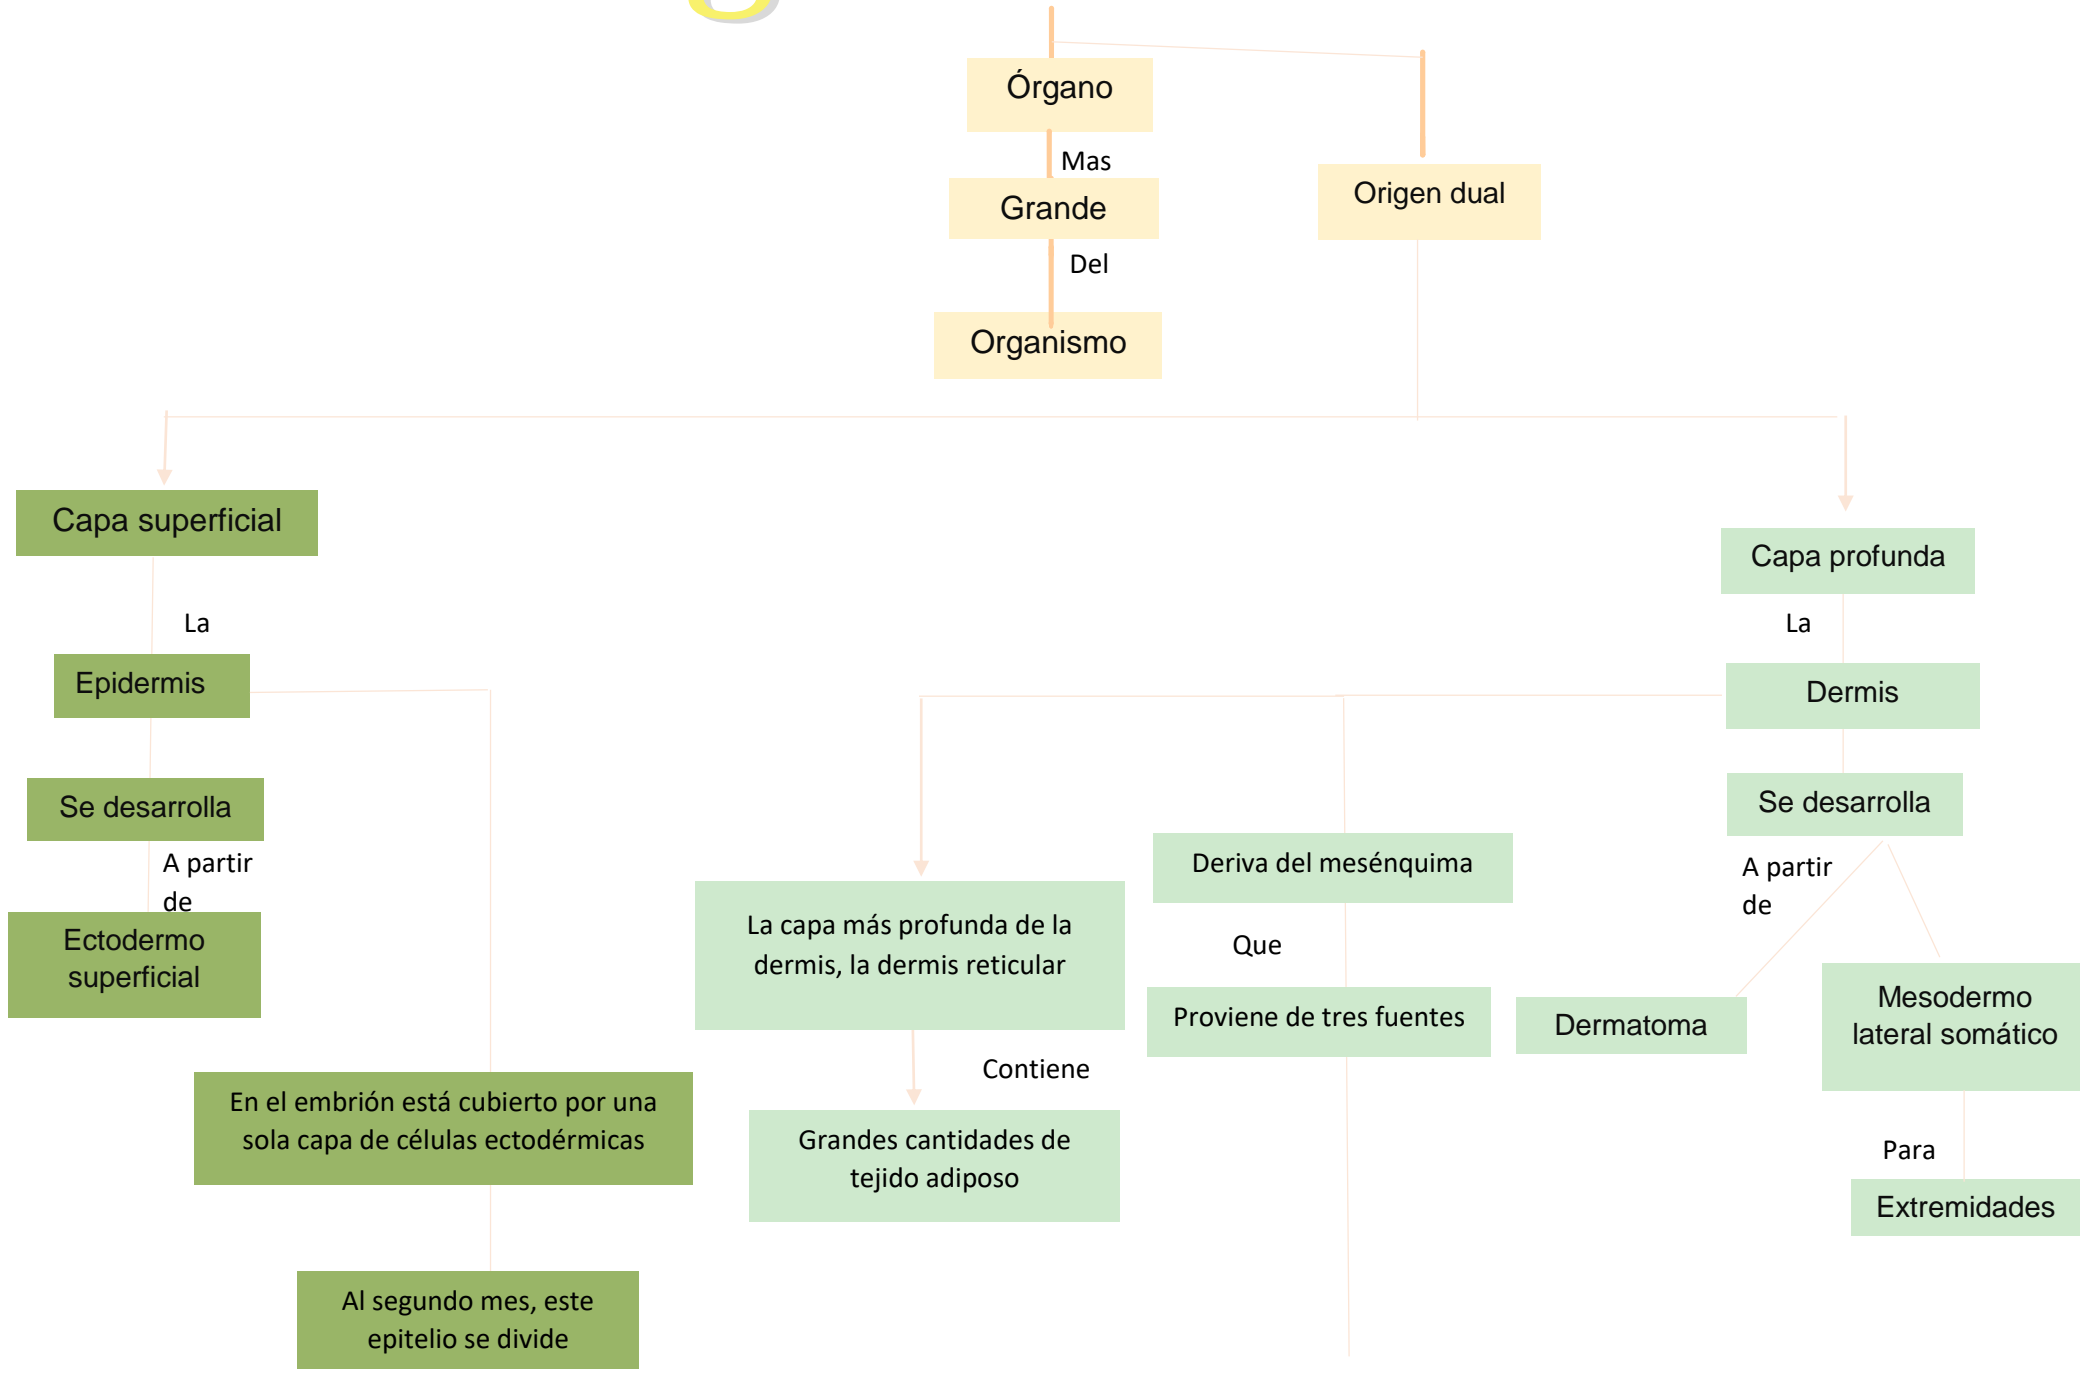 Órgano
Mas
Grande
Origen dual
Del
Organismo
Capa superficial
Capa profunda
La
La
Epidermis
Dermis
Se desarrolla
Se desarrolla
A partir
de
A partir
de
Deriva del mesénquima
La capa más profunda de la
dermis, la dermis reticular
Ectodermo
superficial
Que
Proviene de tres fuentes
Dermatoma
Mesodermo
lateral somático
Contiene
En el embrión está cubierto por una
sola capa de células ectodérmicas
Grandes cantidades de
tejido adiposo
Para
Extremidades
Al segundo mes, este
epitelio se divide